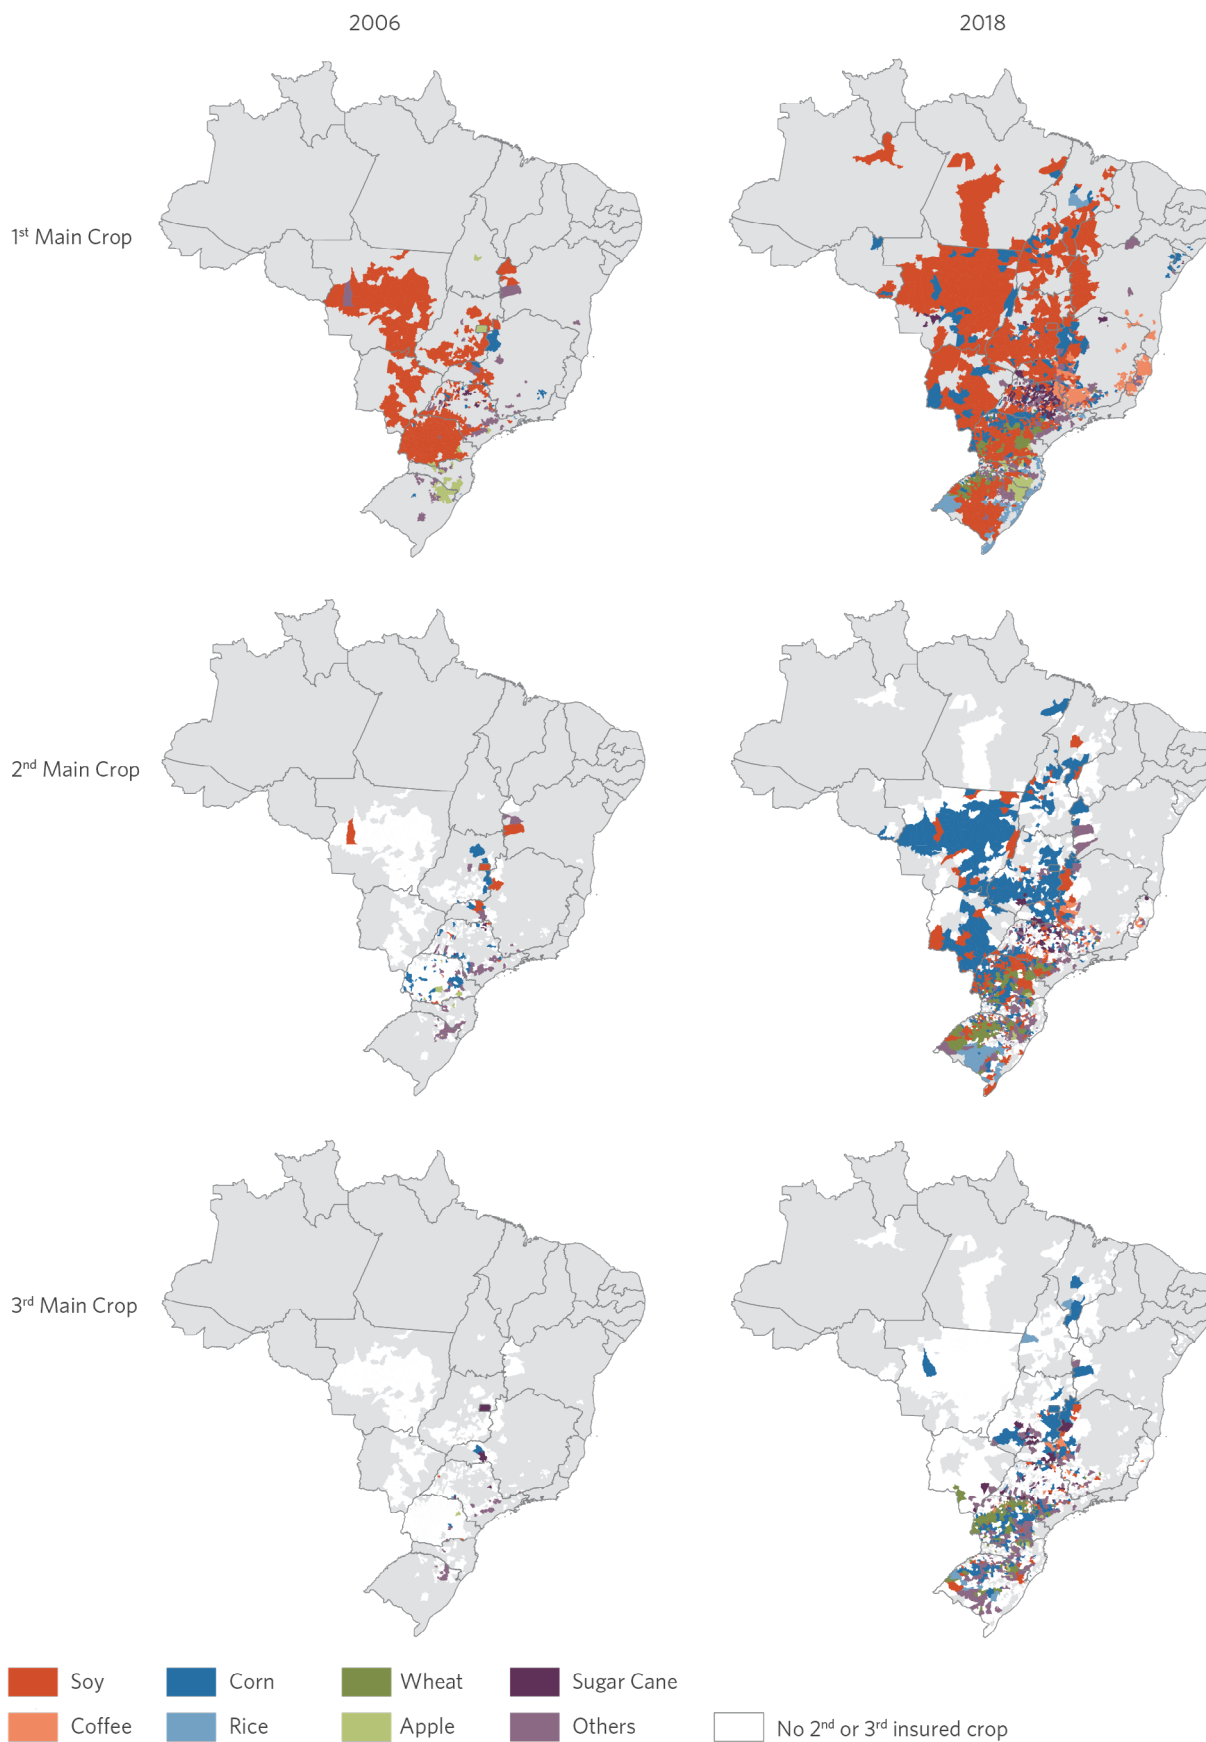 2006 2018
1st Main Crop
2nd Main Crop
3rd Main Crop
Soy Corn Wheat Sugar Cane
Coffee Rice Apple Others No 2nd or 3rd insured crop